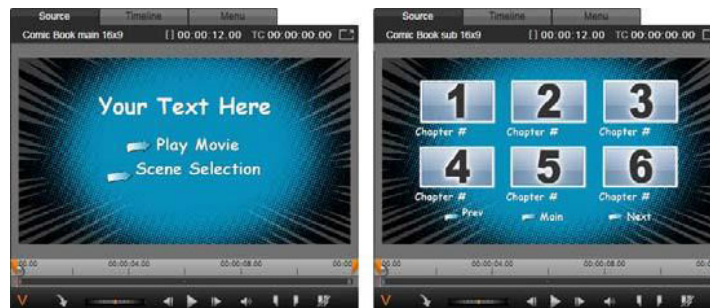 Source Timeline Menu
Comic Book main 16x9 [ ] 00:00:12.00 TC 00:00:00.00
Your Text Here
Play Movie
Scene Selection
00:00:04.00 00:00:08.00
V
Source Timeline Menu
Comic Book sub 16x9 [ ] 00:00:12.00 TC 00:00:00.00
1 2 3
Chapter # Chapter # Chapter #
4 5 6
Chapter # Chapter # Chapter #
Prev Main Next
00:00:04.00 00:00:08.00
V